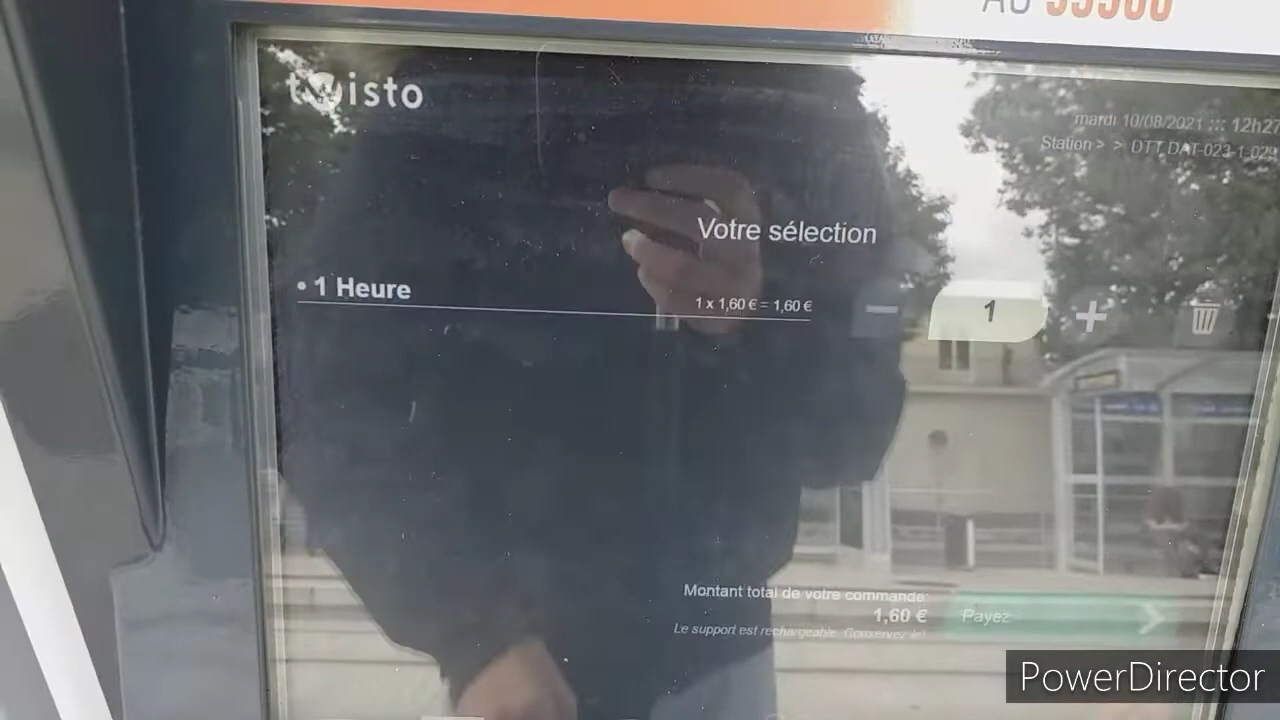 AU
twisto
mardi 10/08/2021 ::: 12h27
Station > > DTT DAT-023-1-029
Votre sélection
• 1 Heure
1 x 1,60 € = 1,60 €
1
Montant total de votre commande:
1,60 €
Payez
Le support est rechargeable. Conservez le!
PowerDirector